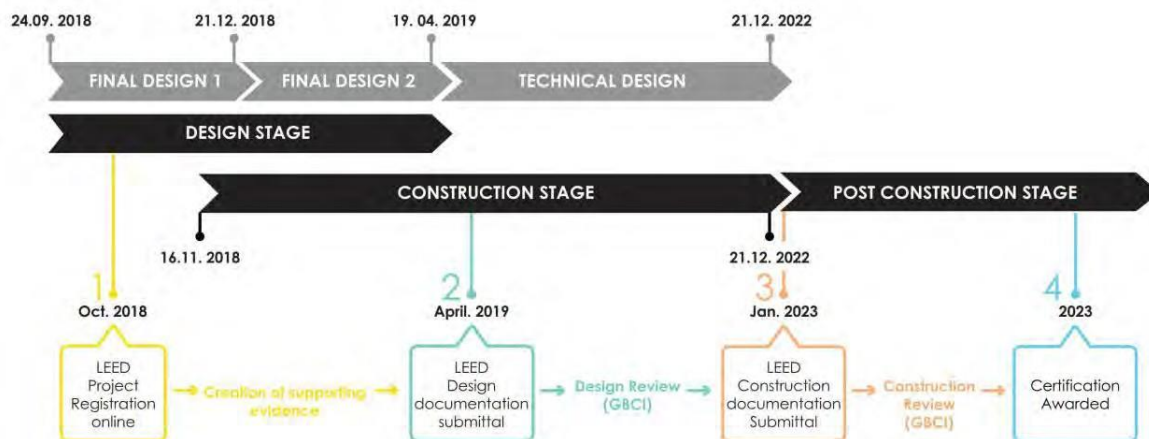 24.09. 2018
21.12. 2018
19. 04. 2019
21.12. 2022
FINAL DESIGN 1
FINAL DESIGN 2
TECHNICAL DESIGN
DESIGN STAGE
CONSTRUCTION STAGE
POST CONSTRUCTION STAGE
16.11. 2018
21.12. 2022
1
2
3
4
Oct. 2018
April. 2019
Jan. 2023
2023
LEED
Project
Registration
online
Creation of supporting
evidence
LEED
Design
documentation
submittal
Design Review
(GBCI)
LEED
Construction
documentation
Submittal
Construction
Review
(GBCI)
Certification
Awarded